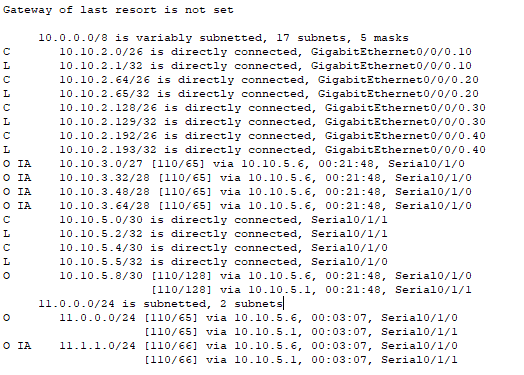 Gateway of last resort is not set
10.0.0.0/8 is variably subnetted, 17 subnets, 5 masks
C 10.10.2.0/26 is directly connected, GigabitEthernet0/0/0.10
L 10.10.2.1/32 is directly connected, GigabitEthernet0/0/0.10
C 10.10.2.64/26 is directly connected, GigabitEthernet0/0/0.20
L 10.10.2.65/32 is directly connected, GigabitEthernet0/0/0.20
C 10.10.2.128/26 is directly connected, GigabitEthernet0/0/0.30
L 10.10.2.129/32 is directly connected, GigabitEthernet0/0/0.30
C 10.10.2.192/26 is directly connected, GigabitEthernet0/0/0.40
L 10.10.2.193/32 is directly connected, GigabitEthernet0/0/0.40
O IA 10.10.3.0/27 [110/65] via 10.10.5.6, 00:21:48, Serial0/1/0
O IA 10.10.3.32/28 [110/65] via 10.10.5.6, 00:21:48, Serial0/1/0
O IA 10.10.3.48/28 [110/65] via 10.10.5.6, 00:21:48, Serial0/1/0
O IA 10.10.3.64/28 [110/65] via 10.10.5.6, 00:21:48, Serial0/1/0
C 10.10.5.0/30 is directly connected, Serial0/1/1
L 10.10.5.2/32 is directly connected, Serial0/1/1
C 10.10.5.4/30 is directly connected, Serial0/1/0
L 10.10.5.5/32 is directly connected, Serial0/1/0
O 10.10.5.8/30 [110/128] via 10.10.5.6, 00:21:48, Serial0/1/0
[110/128] via 10.10.5.1, 00:21:48, Serial0/1/1
11.0.0.0/24 is subnetted, 2 subnets
O 11.0.0.0/24 [110/65] via 10.10.5.6, 00:03:07, Serial0/1/0
[110/65] via 10.10.5.1, 00:03:07, Serial0/1/1
O IA 11.1.1.0/24 [110/66] via 10.10.5.6, 00:03:07, Serial0/1/0
[110/66] via 10.10.5.1, 00:03:07, Serial0/1/1